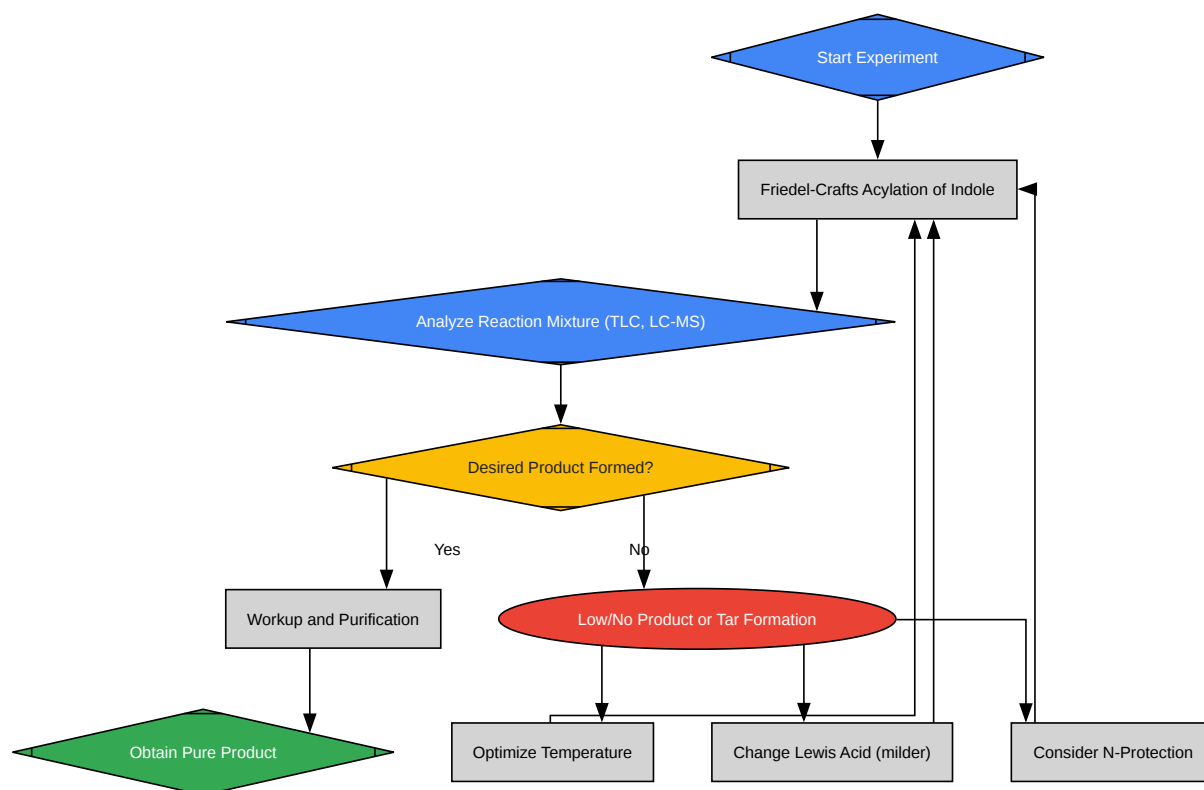 Start Experiment
Friedel-Crafts Acylation of Indole
Analyze Reaction Mixture (TLC, LC-MS)
Desired Product Formed?
Yes
No
Workup and Purification
Low/No Product or Tar Formation
Obtain Pure Product
Optimize Temperature
Change Lewis Acid (milder)
Consider N-Protection